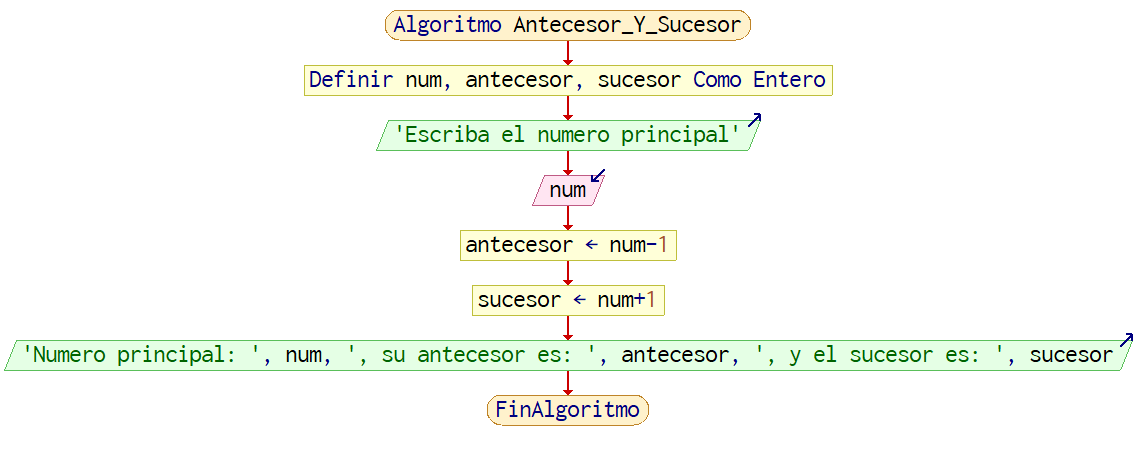 Algoritmo Antecesor_Y_Sucesor
Definir num, antecesor, sucesor Como Entero
'Escriba el numero principal'
num
antecesor ← num-1
sucesor ← num+1
'Numero principal: ', num, ', su antecesor es: ', antecesor, ', y el sucesor es: ', sucesor
FinAlgoritmo